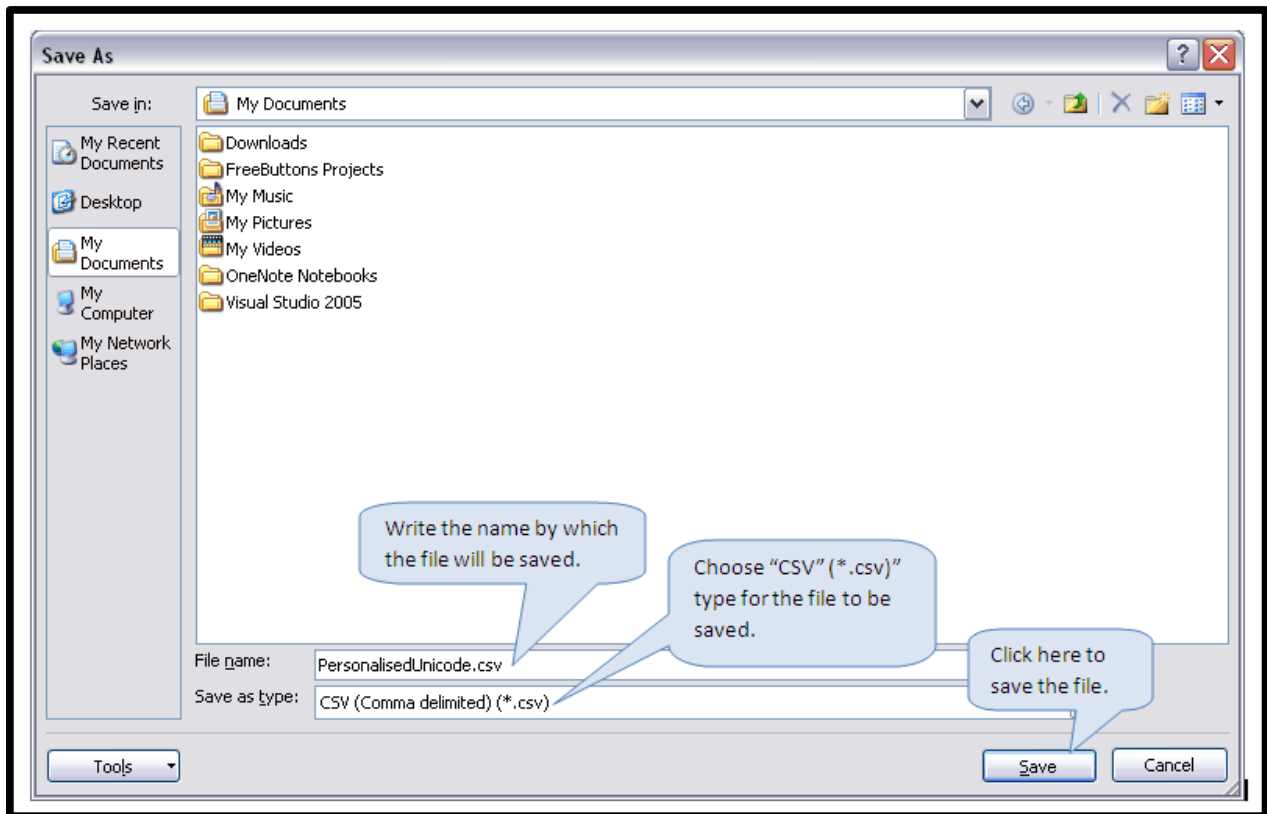 Save As
Save in:
My Documents
My Recent
Documents
Desktop
My
Documents
My
Computer
My Network
Places
Downloads
FreeButtons Projects
My Music
My Pictures
My Videos
OneNote Notebooks
Visual Studio 2005
Write the name by which
the file will be saved.
Choose “CSV” (*.csv)”
type for the file to be
saved.
Click here to
save the file.
File name:
PersonalisedUnicode.csv
Save as type:
CSV (Comma delimited) (*.csv)
Tools
Save
Cancel